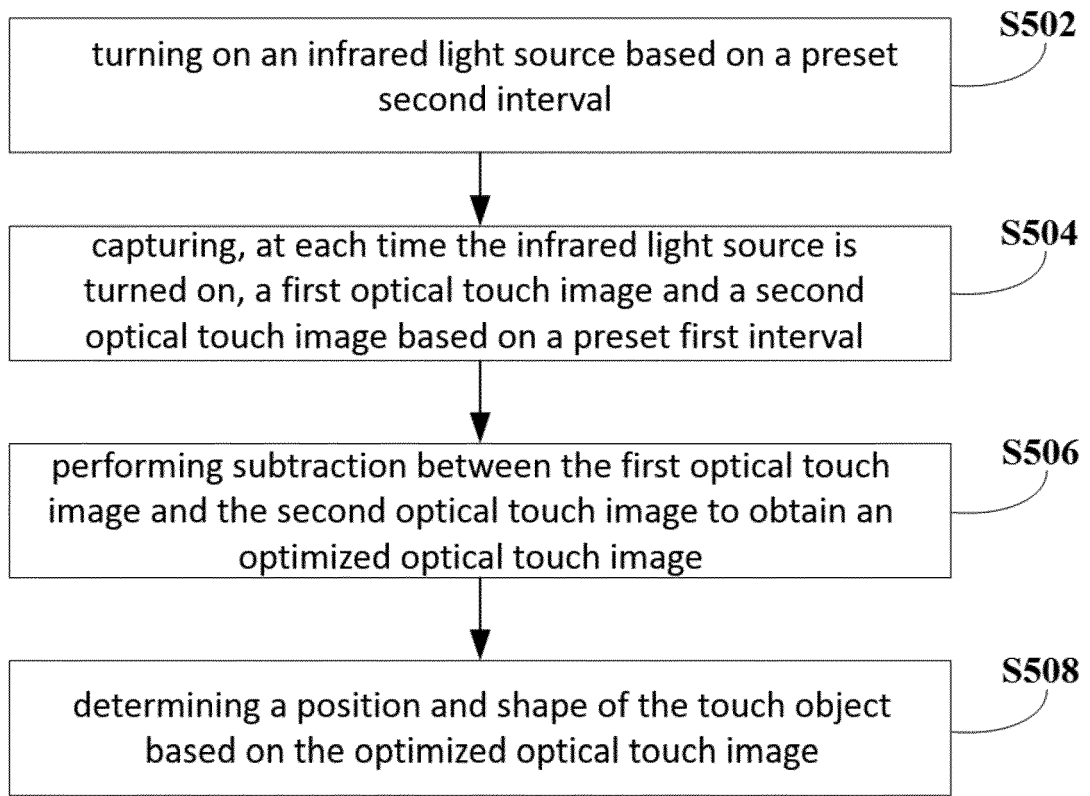 S502
turning on an infrared light source based on a preset
second interval
S504
capturing, at each time the infrared light source is
turned on, a first optical touch image and a second
optical touch image based on a preset first interval
S506
performing subtraction between the first optical touch
image and the second optical touch image to obtain an
optimized optical touch image
S508
determining a position and shape of the touch object
based on the optimized optical touch image